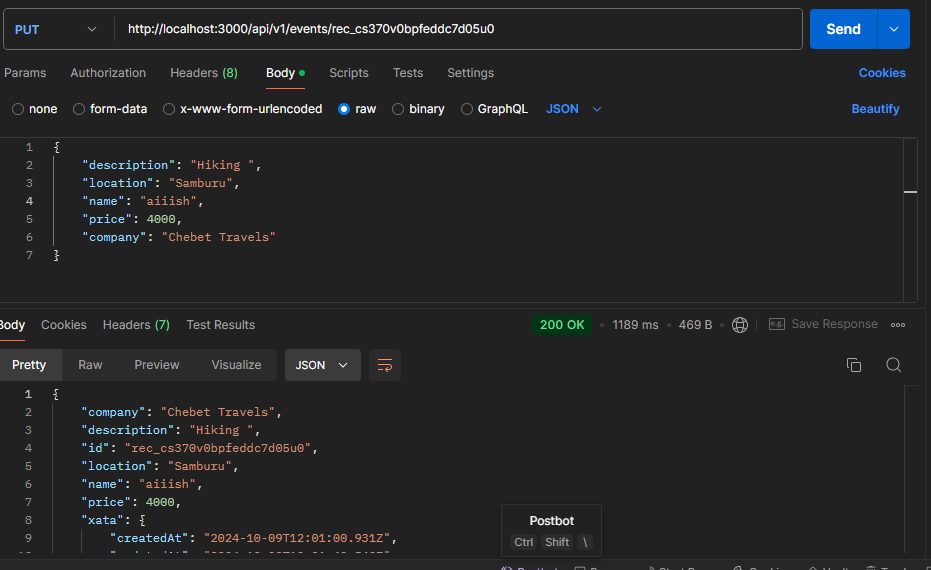 PUT http://localhost:3000/api/v1/events/rec_cs370v0bpfeddc7d05u0 Send
Params Authorization Headers (8) Body Scripts Tests Settings Cookies
none form-data x-www-form-urlencoded raw binary GraphQL JSON Beautify
1 {
2 "description": "Hiking ",
3 "location": "Samburu",
4 "name": "aiiish",
5 "price": 4000,
6 "company": "Chebet Travels"
7 }
Body Cookies Headers (7) Test Results 200 OK • 1189 ms • 469 B • Save Response
Pretty Raw Preview Visualize JSON
1 {
2 "company": "Chebet Travels",
3 "description": "Hiking ",
4 "id": "rec_cs370v0bpfeddc7d05u0",
5 "location": "Samburu",
6 "name": "aiiish",
7 "price": 4000,
8 "xata": {
9 "createdAt": "2024-10-09T12:01:00.931Z",
Postbot
Ctrl Shift \